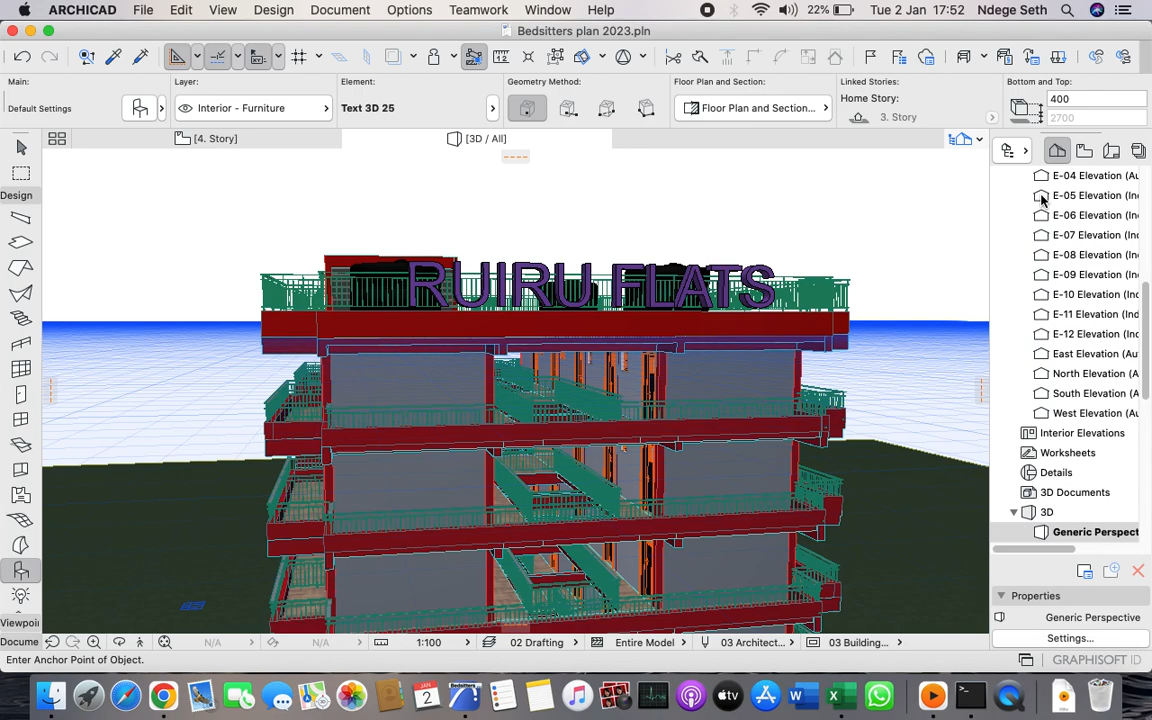 ARCHICAD File Edit View Design Document Options Teamwork Window Help 22% Tue 2 Jan 17:52 Ndege Seth
Bedsitters plan 2023.pln
Main: Layer: Element: Geometry Method: Floor Plan and Section: Linked Stories: Bottom and Top:
Default Settings Interior - Furniture Text 3D 25 Floor Plan and Section... Home Story: 3. Story 400
2700
[4. Story] [3D / All]
Design
E-04 Elevation (Au
E-05 Elevation (In
E-06 Elevation (In
E-07 Elevation (In
E-08 Elevation (In
E-09 Elevation (In
E-10 Elevation (In
E-11 Elevation (In
E-12 Elevation (In
East Elevation (Au
North Elevation (A
South Elevation (A
West Elevation (Au
Interior Elevations
Worksheets
Details
3D Documents
3D
Generic Perspect
RUIRU FLATS
Properties
Generic Perspective
Settings...
Viewpoi
Docume N/A N/A 1:100 02 Drafting Entire Model 03 Architect... 03 Building...
Enter Anchor Point of Object. GRAPHISOFT ID
JAN
2
Bedsitters
tv